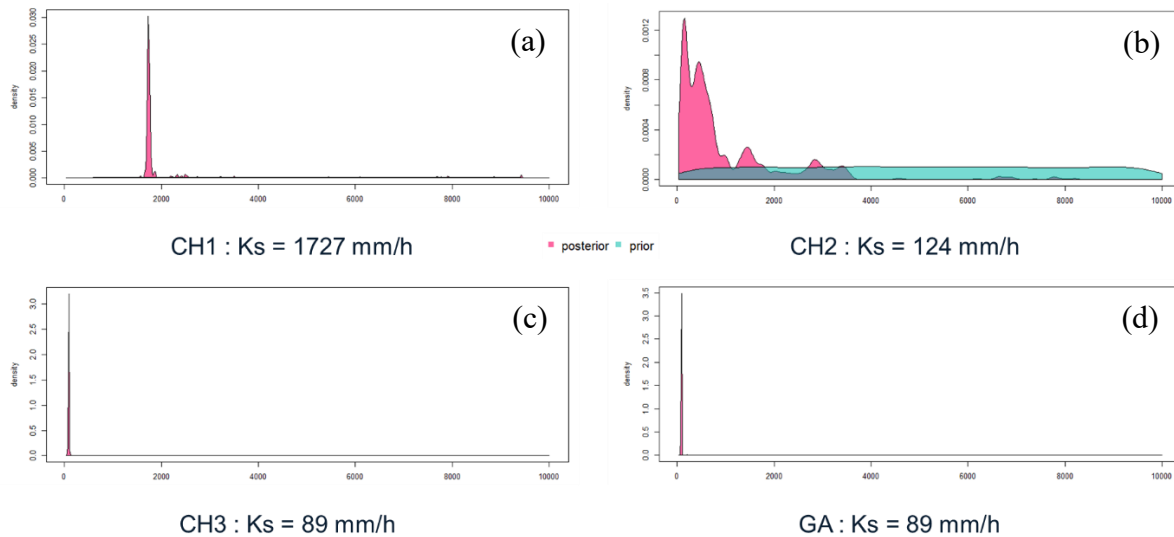 (a)
density
0.000 0.005 0.010 0.015 0.020 0.025 0.030
0 2000 4000 6000 8000 10000
CH1 : Ks = 1727 mm/h
(b)
density
0.0000 0.0004 0.0008 0.0012
0 2000 4000 6000 8000 10000
CH2 : Ks = 124 mm/h
posterior prior
(c)
density
0.0 0.5 1.0 1.5 2.0 2.5 3.0
0 2000 4000 6000 8000 10000
CH3 : Ks = 89 mm/h
(d)
density
0.0 0.5 1.0 1.5 2.0 2.5 3.0 3.5
0 2000 4000 6000 8000 10000
GA : Ks = 89 mm/h